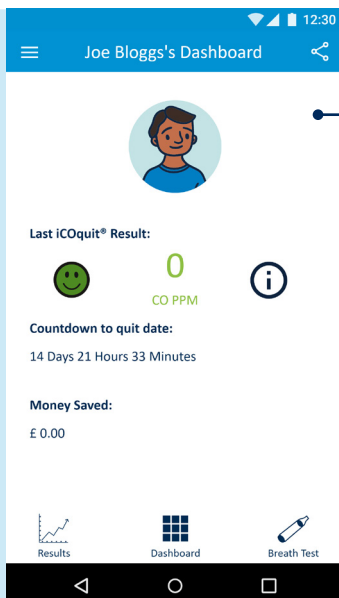 12:30
Joe Bloggs's Dashboard
Last iCOquit® Result:
0
CO PPM
Countdown to quit date:
14 Days 21 Hours 33 Minutes
Money Saved:
£ 0.00
Results Dashboard Breath Test